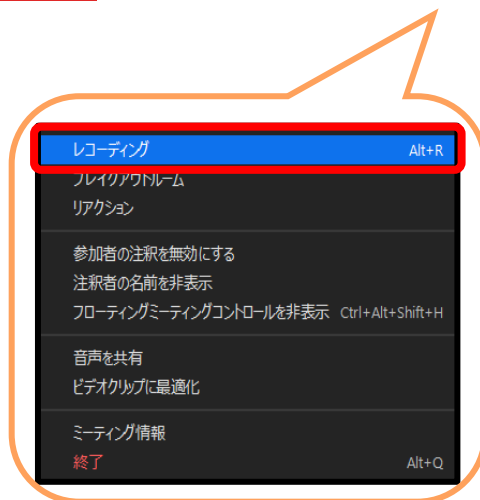 レコーディング Alt+R
ブレイクアウトルーム
リアクション
参加者の注釈を無効にする
注釈者の名前を非表示
フローティングミーティングコントロールを非表示 Ctrl+Alt+Shift+H
音声を共有
ビデオクリップに最適化
ミーティング情報
終了 Alt+Q